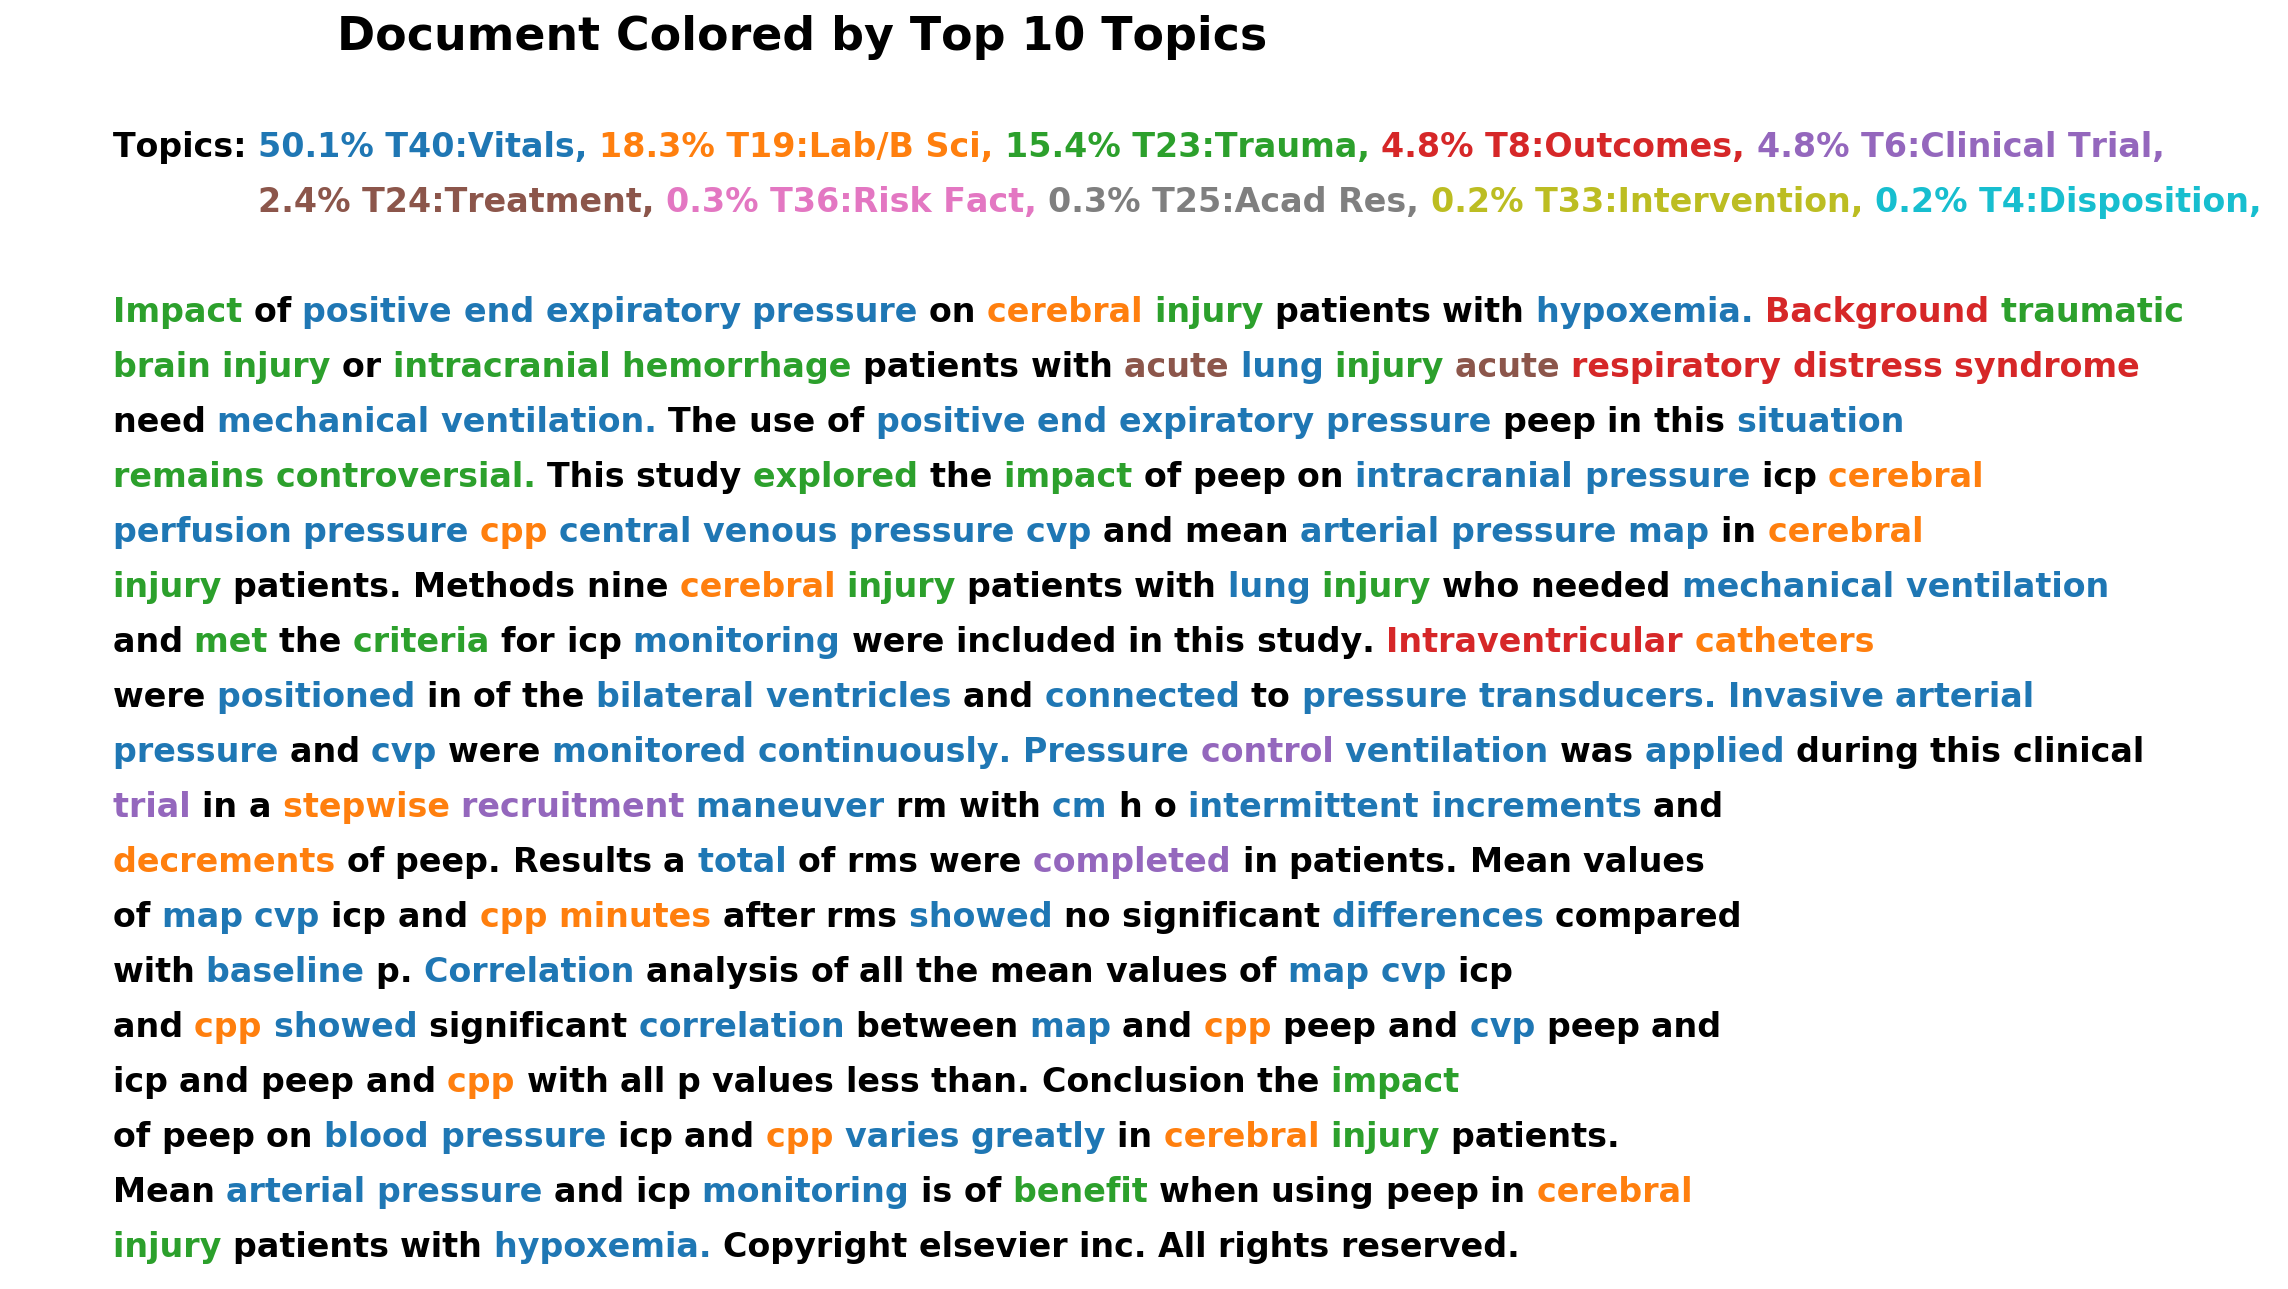 Document Colored by Top 10 Topics
Topics: 50.1% T40:Vitals, 18.3% T19:Lab/B Sci, 15.4% T23:Trauma, 4.8% T8:Outcomes, 4.8% T6:Clinical Trial,
2.4% T24:Treatment, 0.3% T36:Risk Fact, 0.3% T25:Acad Res, 0.2% T33:Intervention, 0.2% T4:Disposition,
Impact of positive end expiratory pressure on cerebral injury patients with hypoxemia. Background traumatic
brain injury or intracranial hemorrhage patients with acute lung injury acute respiratory distress syndrome
need mechanical ventilation. The use of positive end expiratory pressure peep in this situation
remains controversial. This study explored the impact of peep on intracranial pressure icp cerebral
perfusion pressure cpp central venous pressure cvp and mean arterial pressure map in cerebral
injury patients. Methods nine cerebral injury patients with lung injury who needed mechanical ventilation
and met the criteria for icp monitoring were included in this study. Intraventricular catheters
were positioned in of the bilateral ventricles and connected to pressure transducers. Invasive arterial
pressure and cvp were monitored continuously. Pressure control ventilation was applied during this clinical
trial in a stepwise recruitment maneuver rm with cm h o intermittent increments and
decrements of peep. Results a total of rms were completed in patients. Mean values
of map cvp icp and cpp minutes after rms showed no significant differences compared
with baseline p. Correlation analysis of all the mean values of map cvp icp
and cpp showed significant correlation between map and cpp peep and cvp peep and
icp and peep and cpp with all p values less than. Conclusion the impact
of peep on blood pressure icp and cpp varies greatly in cerebral injury patients.
Mean arterial pressure and icp monitoring is of benefit when using peep in cerebral
injury patients with hypoxemia. Copyright elsevier inc. All rights reserved.